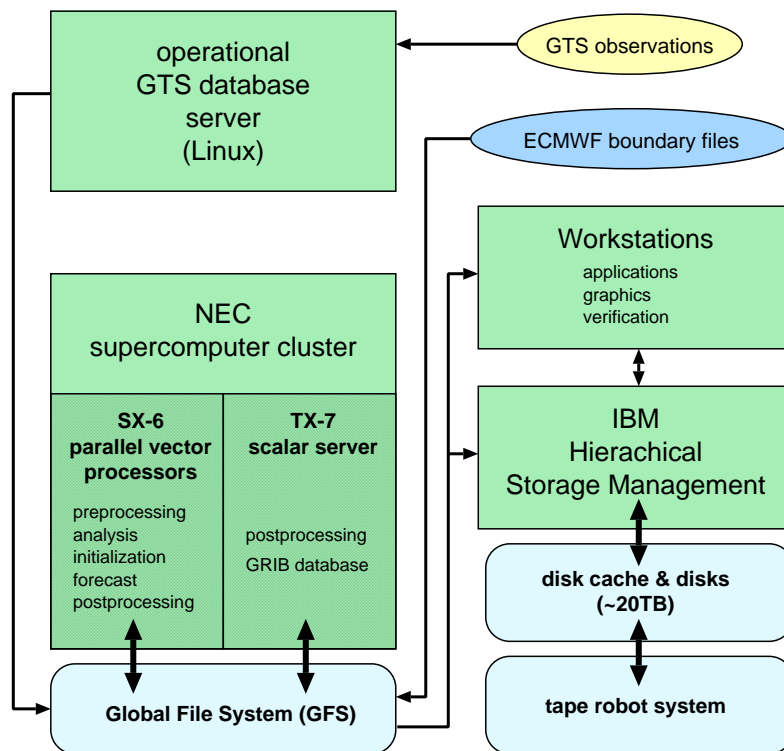 operational
GTS database
server
(Linux)
GTS observations
ECMWF boundary files
Workstations
applications
graphics
verification
NEC
supercomputer cluster
SX-6
parallel vector
processors
preprocessing
analysis
initialization
forecast
postprocessing
TX-7
scalar server
postprocessing
GRIB database
IBM
Hierachical
Storage Management
disk cache & disks
(~20TB)
Global File System (GFS)
tape robot system